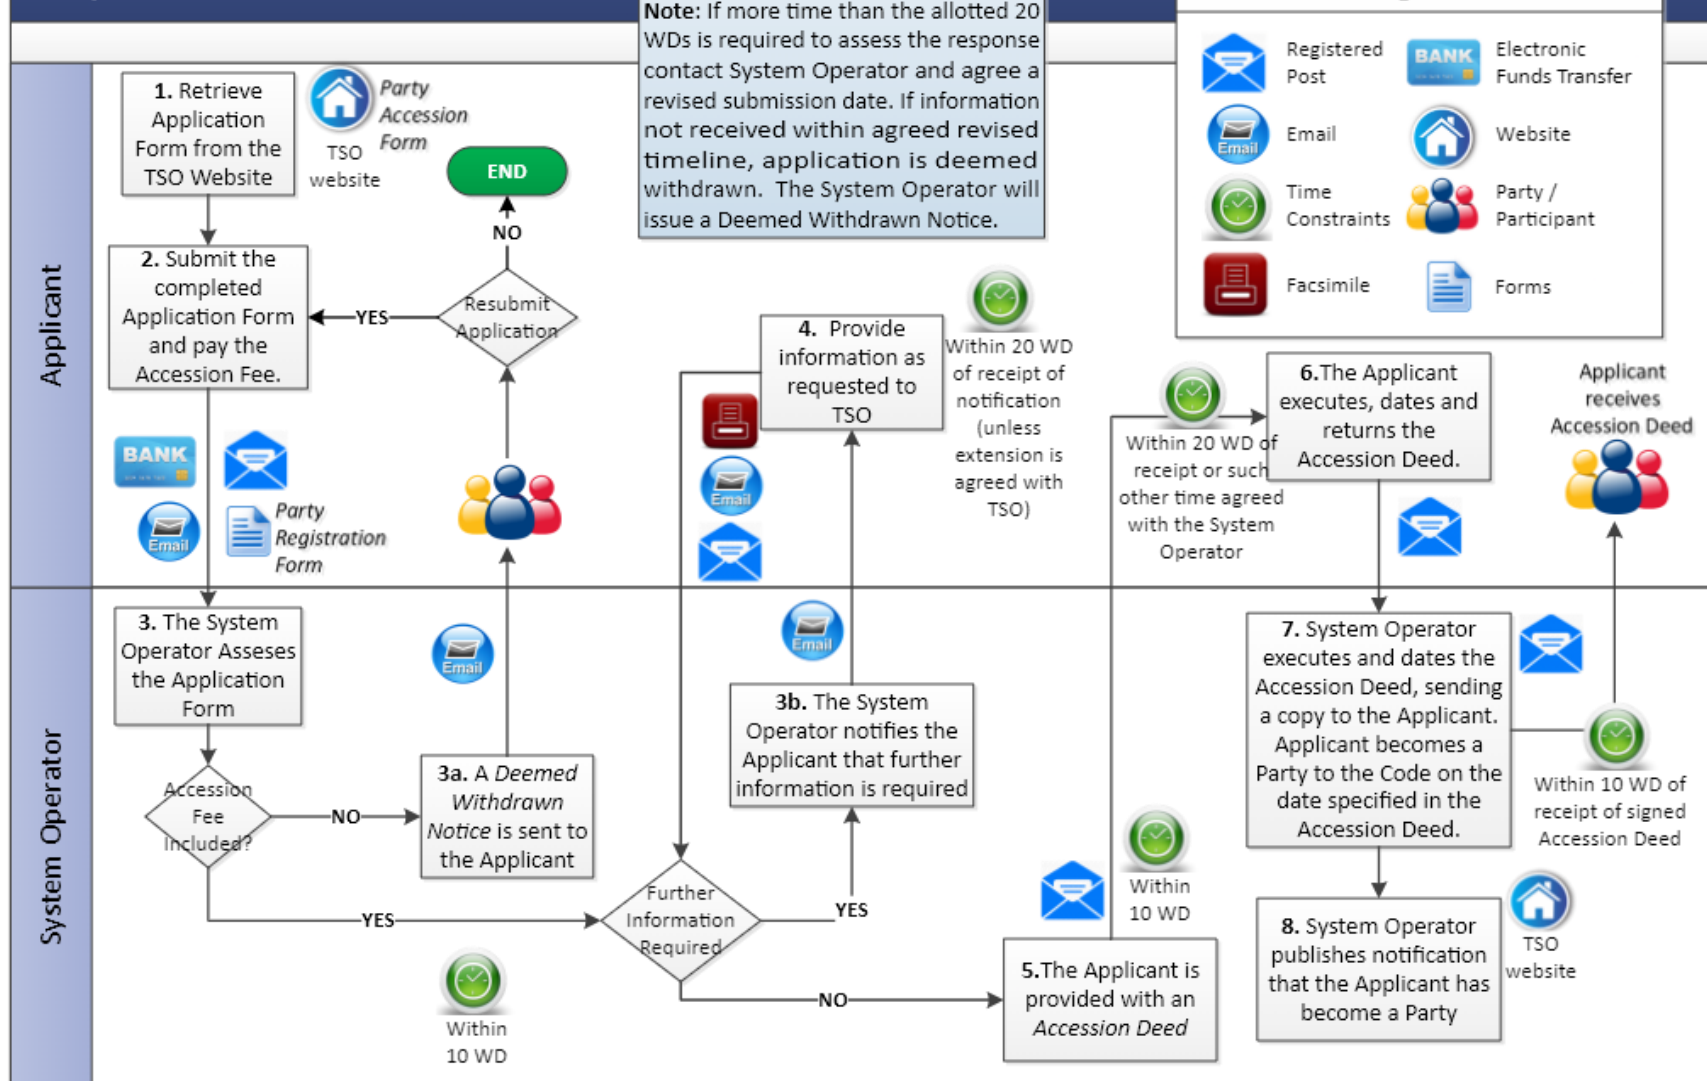 Note: If more time than the allotted 20
WDs is required to assess the response
contact System Operator and agree a
revised submission date. If information
not received within agreed revised
timeline, application is deemed
withdrawn. The System Operator will
issue a Deemed Withdrawn Notice.
Registered
Post
BANK
Electronic
Funds Transfer
Email
Email
Website
Time
Constraints
Party /
Participant
Facsimile
Forms
Applicant
1. Retrieve
Application
Form from the
TSO Website
Party
Accession
Form
TSO
website
END
NO
2. Submit the
completed
Application Form
and pay the
Accession Fee.
YES
Resubmit
Application
BANK
Email
Party
Registration
Form
4. Provide
information as
requested to
TSO
Within 20 WD
of receipt of
notification
(unless
extension is
agreed with
TSO)
Email
Within 20 WD of
receipt or such
other time agreed
with the System
Operator
6.The Applicant
executes, dates and
returns the
Accession Deed.
Applicant
receives
Accession Deed
System Operator
3. The System
Operator Asseses
the Application
Form
Accession
Fee
Included?
NO
3a. A Deemed
Withdrawn
Notice is sent to
the Applicant
Email
YES
Within
10 WD
Further
Information
Required
YES
3b. The System
Operator notifies the
Applicant that further
information is required
Email
NO
5.The Applicant is
provided with an
Accession Deed
Within
10 WD
7. System Operator
executes and dates the
Accession Deed, sending
a copy to the Applicant.
Applicant becomes a
Party to the Code on the
date specified in the
Accession Deed.
Within 10 WD of
receipt of signed
Accession Deed
8. System Operator
publishes notification
that the Applicant has
become a Party
TSO
website